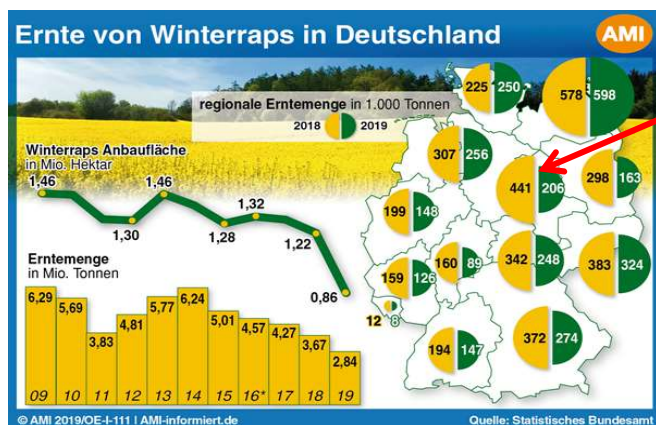 Ernte von Winterraps in Deutschland
AMI
regionale Erntemenge in 1.000 Tonnen
2018 2019
225 250
578 598
307 256
441 206
298 163
199 148
160 89
342 248
383 324
159 126
12 8
194 147
372 274
Winterraps Anbaufläche
in Mio. Hektar
1,46
1,30
1,46
1,28
1,32
1,22
0,86
Erntemenge
in Mio. Tonnen
6,29 5,69 3,83 4,81 5,77 6,24 5,01 4,57 4,27 3,67 2,84
09 10 11 12 13 14 15 16* 17 18 19
© AMI 2019/OE-I-111 | AMI-informiert.de
Quelle: Statistisches Bundesamt